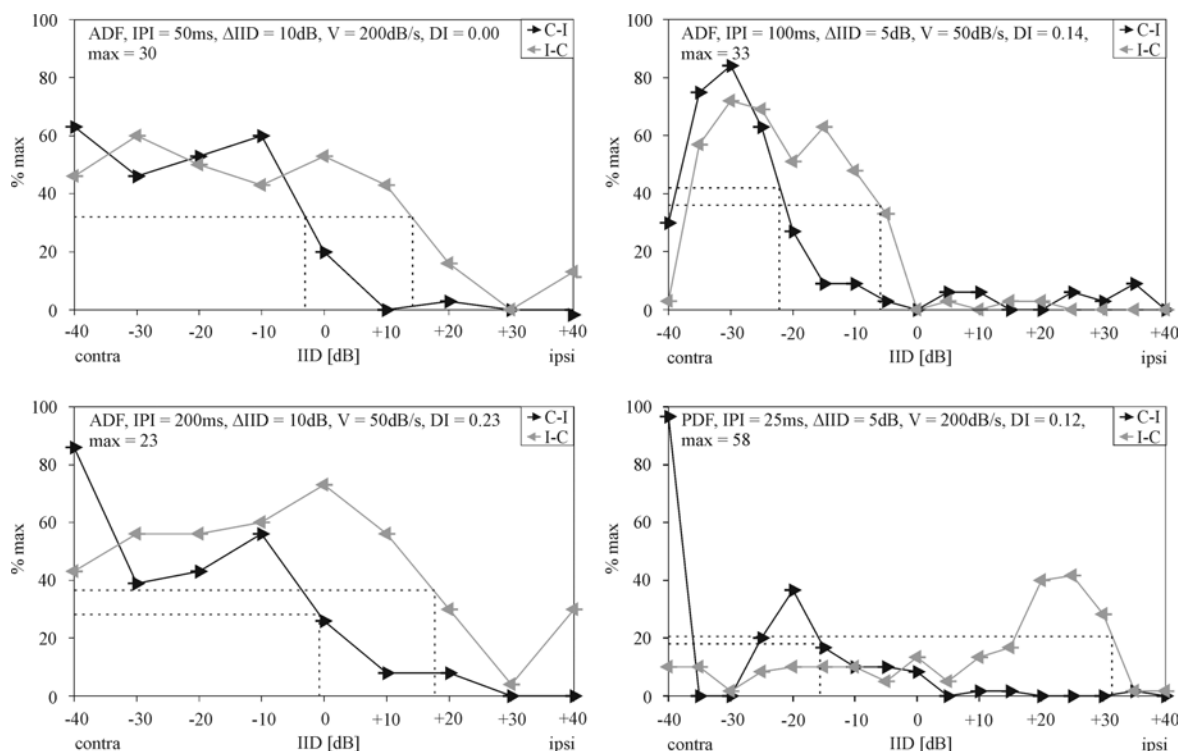 ADF, IPI = 50ms, ΔIID = 10dB, V = 200dB/s, DI = 0.00
max = 30
C-I
I-C
100
80
60
40
20
0
% max
-40 -30 -20 -10 0 +10 +20 +30 +40
contra IID [dB] ipsi
ADF, IPI = 100ms, ΔIID = 5dB, V = 50dB/s, DI = 0.14,
max = 33
C-I
I-C
100
80
60
40
20
0
% max
-40 -30 -20 -10 0 +10 +20 +30 +40
contra IID [dB] ipsi
ADF, IPI = 200ms, ΔIID = 10dB, V = 50dB/s, DI = 0.23
max = 23
C-I
I-C
100
80
60
40
20
0
% max
-40 -30 -20 -10 0 +10 +20 +30 +40
contra IID [dB] ipsi
PDF, IPI = 25ms, ΔIID = 5dB, V = 200dB/s, DI = 0.12,
max = 58
C-I
I-C
100
80
60
40
20
0
% max
-40 -30 -20 -10 0 +10 +20 +30 +40
contra IID [dB] ipsi